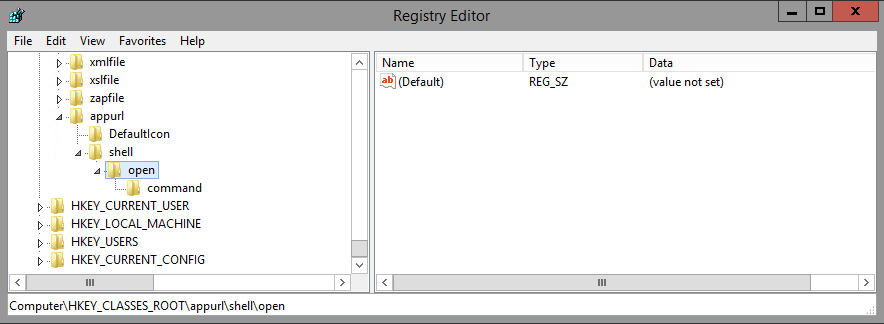 Registry Editor
File Edit View Favorites Help
xmlfile
xslfile
zapfile
appurl
DefaultIcon
shell
open
command
HKEY_CURRENT_USER
HKEY_LOCAL_MACHINE
HKEY_USERS
HKEY_CURRENT_CONFIG
Name Type Data
ab (Default) REG_SZ (value not set)
Computer\HKEY_CLASSES_ROOT\appurl\shell\open